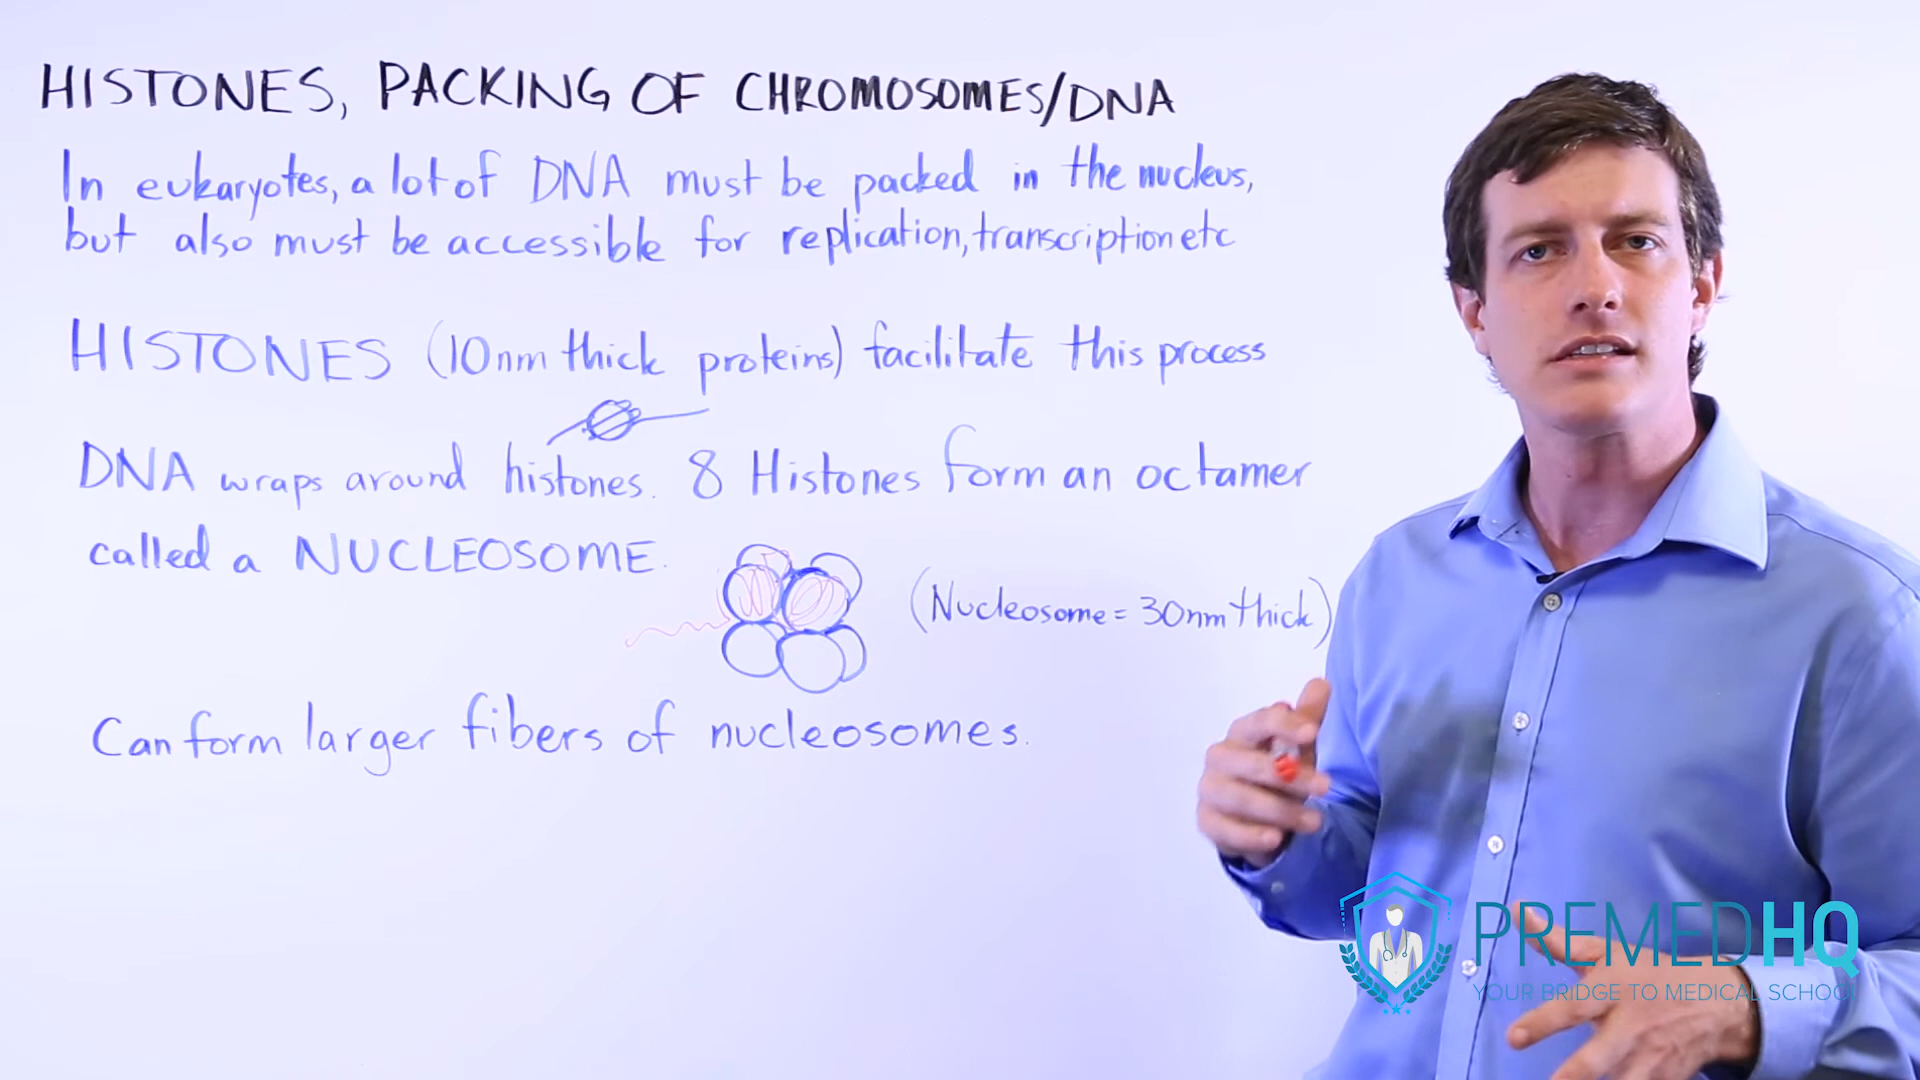 HISTONES, PACKING OF CHROMOSOMES/DNA
In eukaryotes, a lot of DNA must be packed in the nucleus,
but also must be accessible for replication, transcription etc
HISTONES (10nm thick proteins) facilitate this process
DNA wraps around histones. 8 Histones form an octamer
called a NUCLEOSOME.
(Nucleosome = 30nm thick)
Can form larger fibers of nucleosomes.
PREMEDHQ
YOUR BRIDGE TO MEDICAL SCHOOL